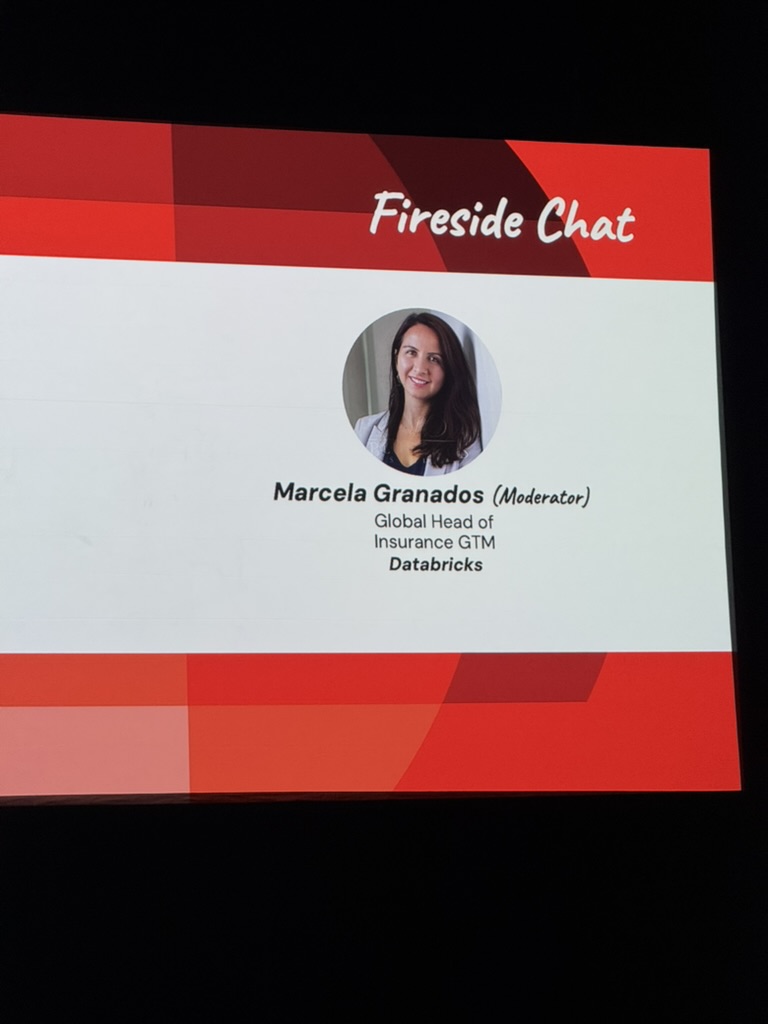 Fireside Chat
Marcela Granados (Moderator)
Global Head of
Insurance GTM
Databricks